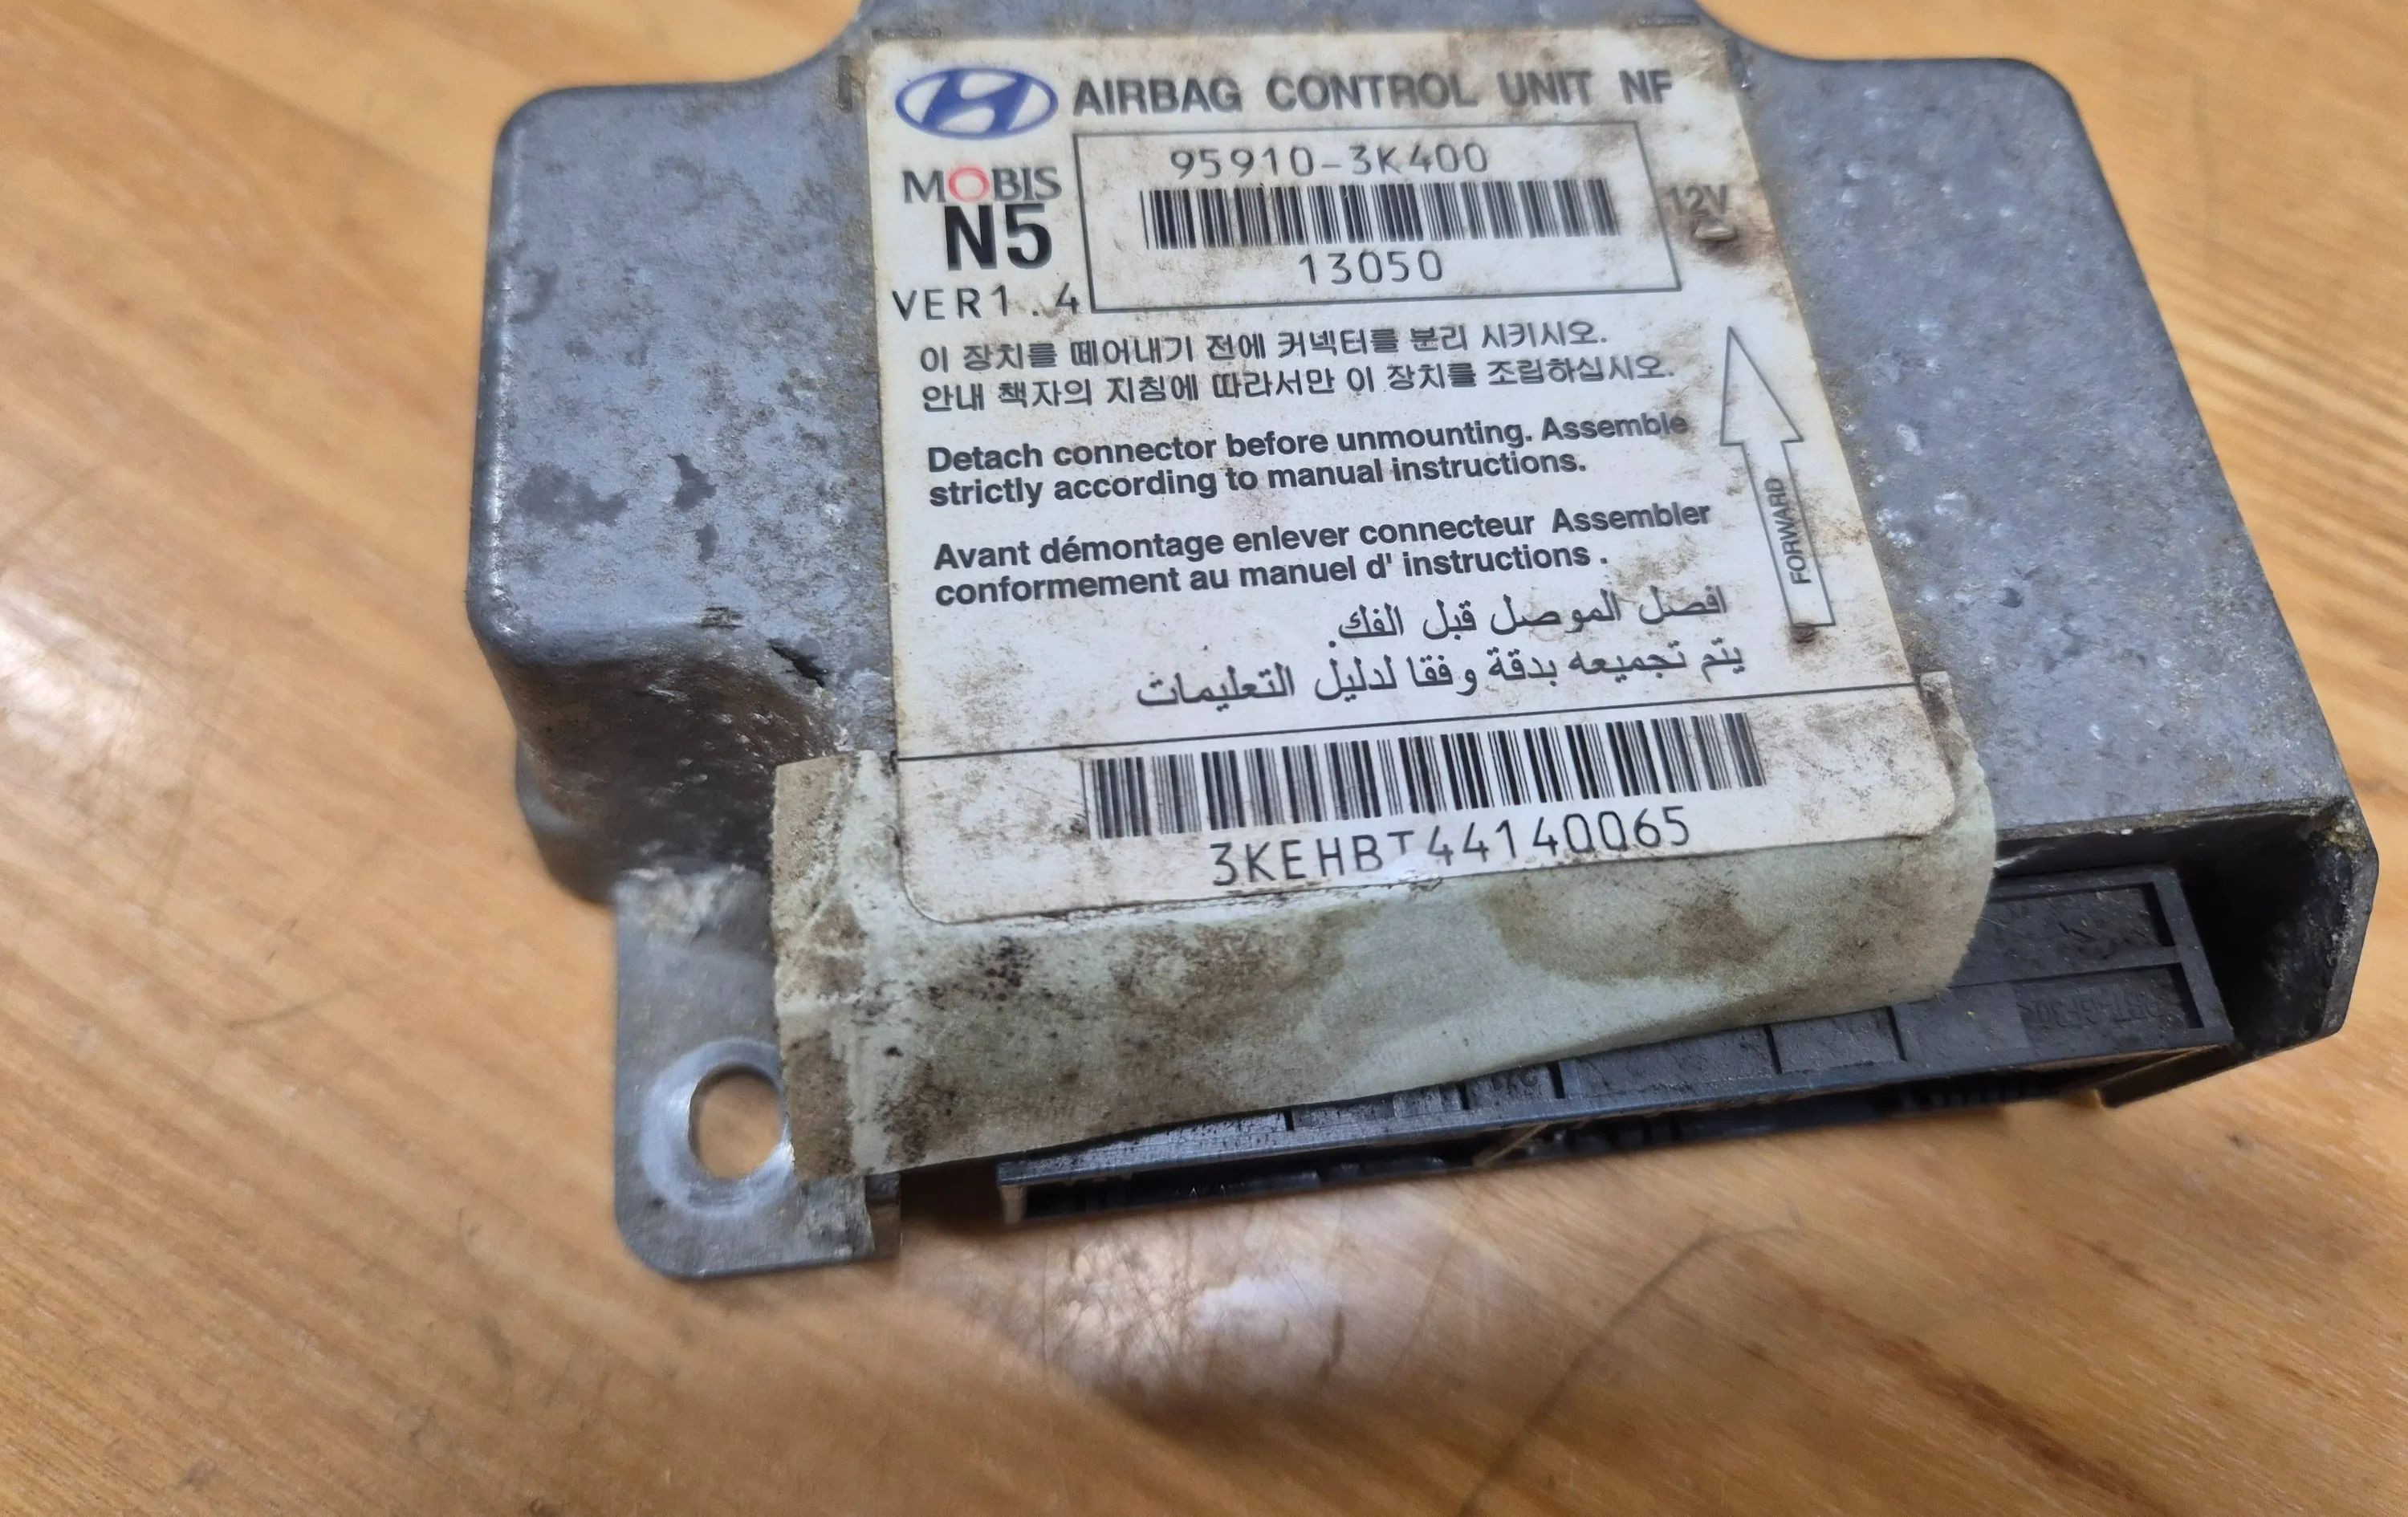 AIRBAG CONTROL UNIT NF
MOBIS
N5
VER1.4
95910-3K400
13050
12V
이 장치를 떼어내기 전에 커넥터를 분리 시키시오.
안내 책자의 지침에 따라서만 이 장치를 조립하십시오.
Detach connector before unmounting. Assemble
strictly according to manual instructions.
Avant démontage enlever connecteur Assembler
conformement au manuel d' instructions .
FORWARD
افصل الموصل قبل الفك.
يتم تجميعه بدقة وفقا لدليل التعليمات
3KEHBT44140065